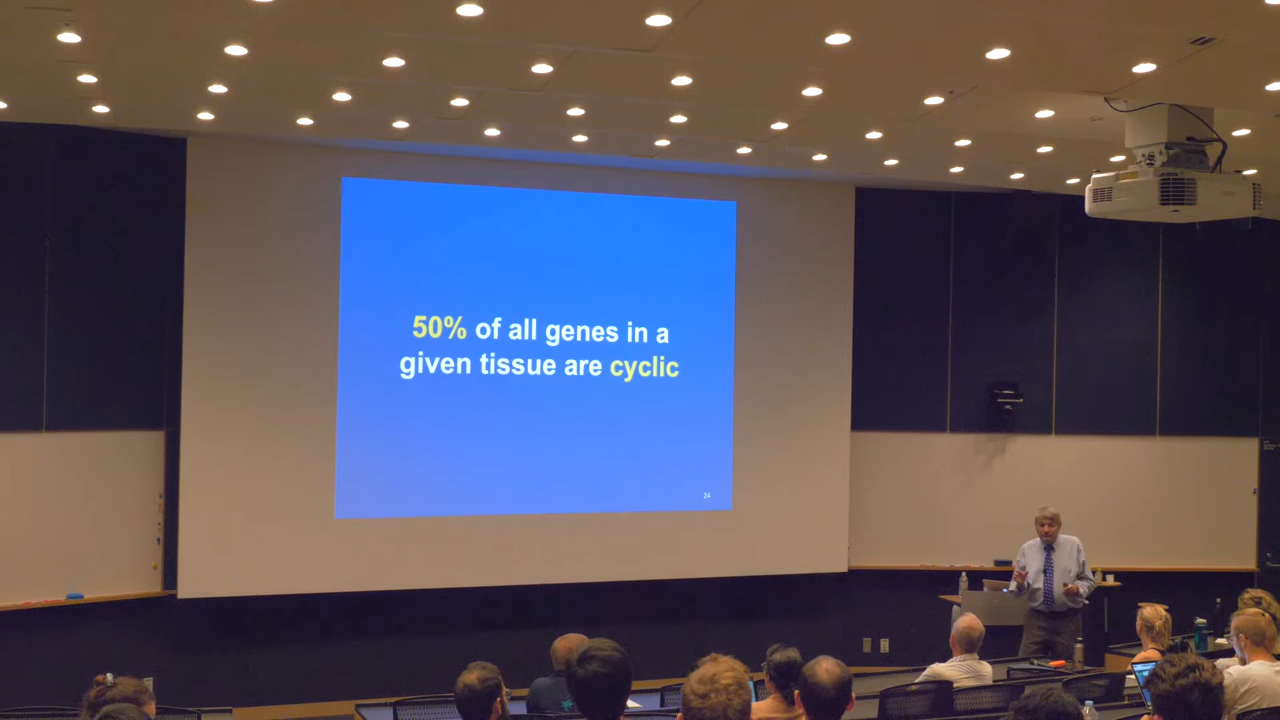 50% of all genes in a
given tissue are cyclic
24